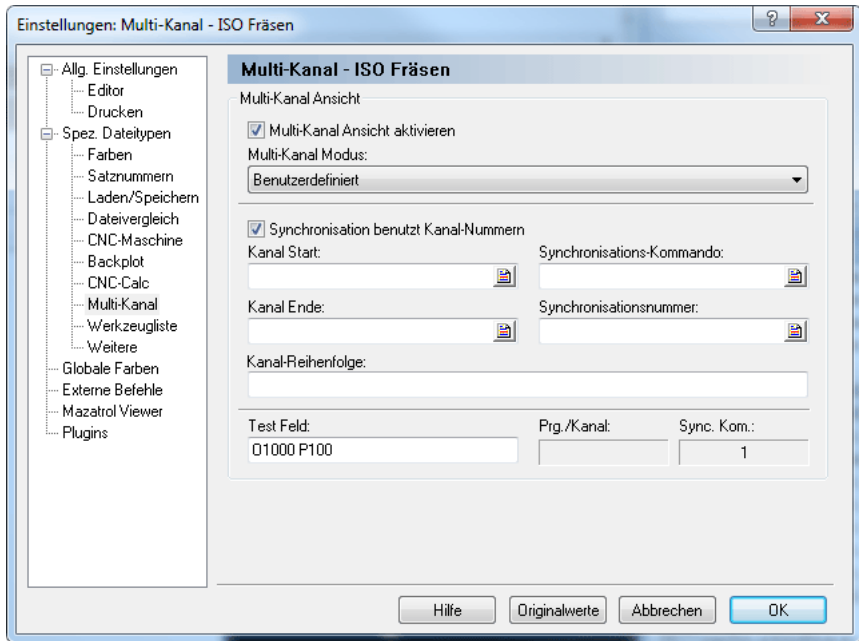 Einstellungen: Multi-Kanal - ISO Fräsen
Allg. Einstellungen
Editor
Drucken
Spez. Dateitypen
Farben
Satznummern
Laden/Speichern
Dateivergleich
CNC-Maschine
Backplot
CNC-Calc
Multi-Kanal
Werkzeugliste
Weitere
Globale Farben
Externe Befehle
Mazatrol Viewer
Plugins
Multi-Kanal - ISO Fräsen
Multi-Kanal Ansicht
Multi-Kanal Ansicht aktivieren
Multi-Kanal Modus:
Benutzerdefiniert
Synchronisation benutzt Kanal-Nummern
Kanal Start: Synchronisations-Kommando:
Kanal Ende: Synchronisationsnummer:
Kanal-Reihenfolge:
Test Feld: Prg./Kanal: Sync. Kom.:
O1000 P100 1
Hilfe Originalwerte Abbrechen OK